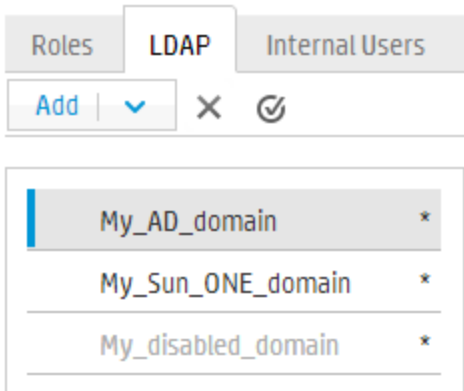 Roles LDAP Internal Users
Add
My_AD_domain *
My_Sun_ONE_domain *
My_disabled_domain *